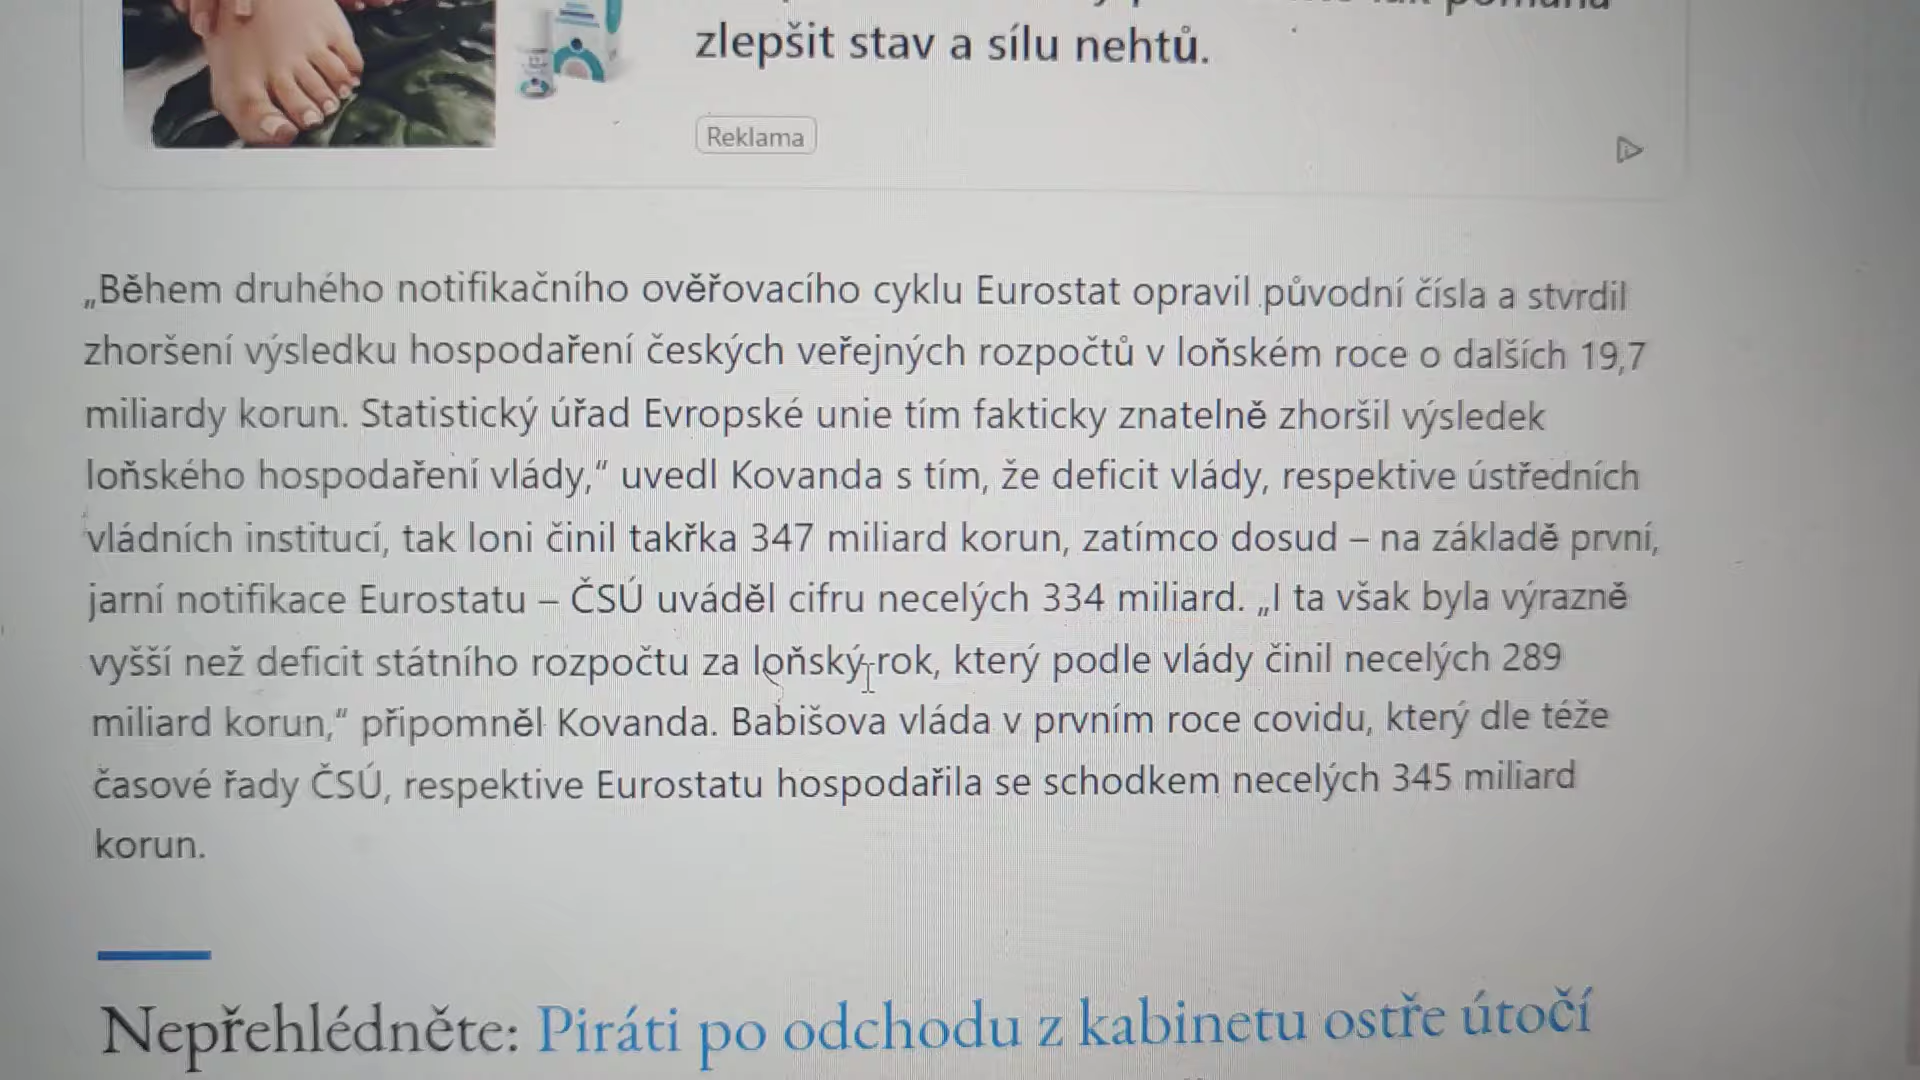 zlepšit stav a sílu nehtů.
Reklama
„Během druhého notifikačního ověřovacího cyklu Eurostat opravil původní čísla a stvrdil
zhoršení výsledku hospodaření českých veřejných rozpočtů v loňském roce o dalších 19,7
miliardy korun. Statistický úřad Evropské unie tím fakticky znatelně zhoršil výsledek
loňského hospodaření vlády,“ uvedl Kovanda s tím, že deficit vlády, respektive ústředních
vládních institucí, tak loni činil takřka 347 miliard korun, zatímco dosud – na základě první,
jarní notifikace Eurostatu – ČSÚ uváděl cifru necelých 334 miliard. „I ta však byla výrazně
vyšší než deficit státního rozpočtu za loňský rok, který podle vlády činil necelých 289
miliard korun,“ připomněl Kovanda. Babišova vláda v prvním roce covidu, který dle téže
časové řady ČSÚ, respektive Eurostatu hospodařila se schodkem necelých 345 miliard
korun.
Nepřehlédněte: Piráti po odchodu z kabinetu ostře útočí